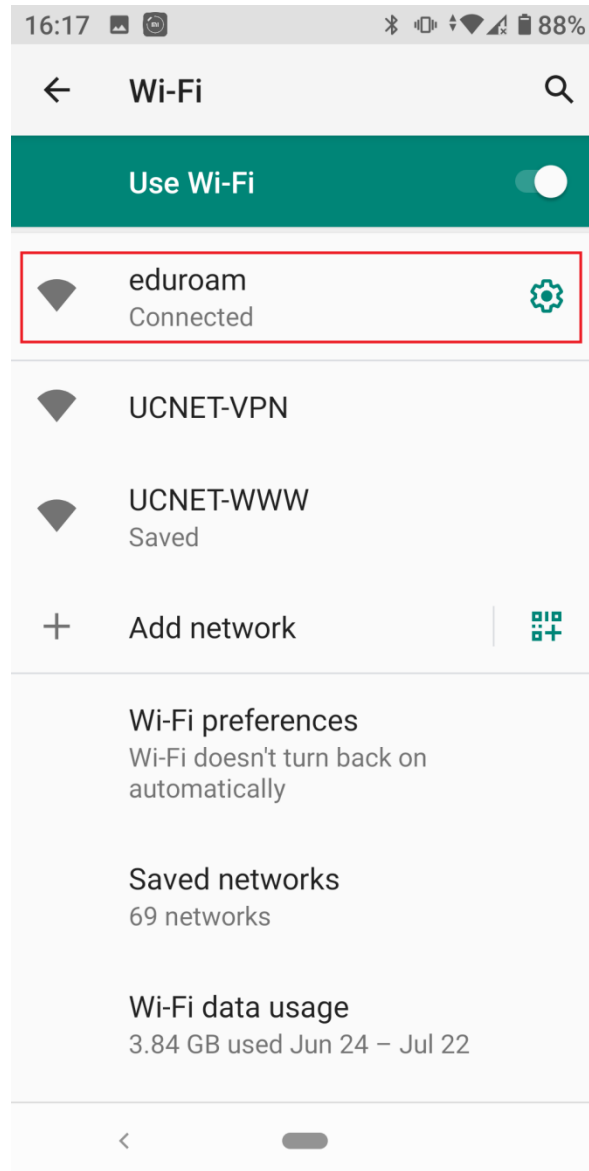 16:17 88%
Wi-Fi
Use Wi-Fi
eduroam
Connected
UCNET-VPN
UCNET-WWW
Saved
Add network
Wi-Fi preferences
Wi-Fi doesn't turn back on
automatically
Saved networks
69 networks
Wi-Fi data usage
3.84 GB used Jun 24 – Jul 22